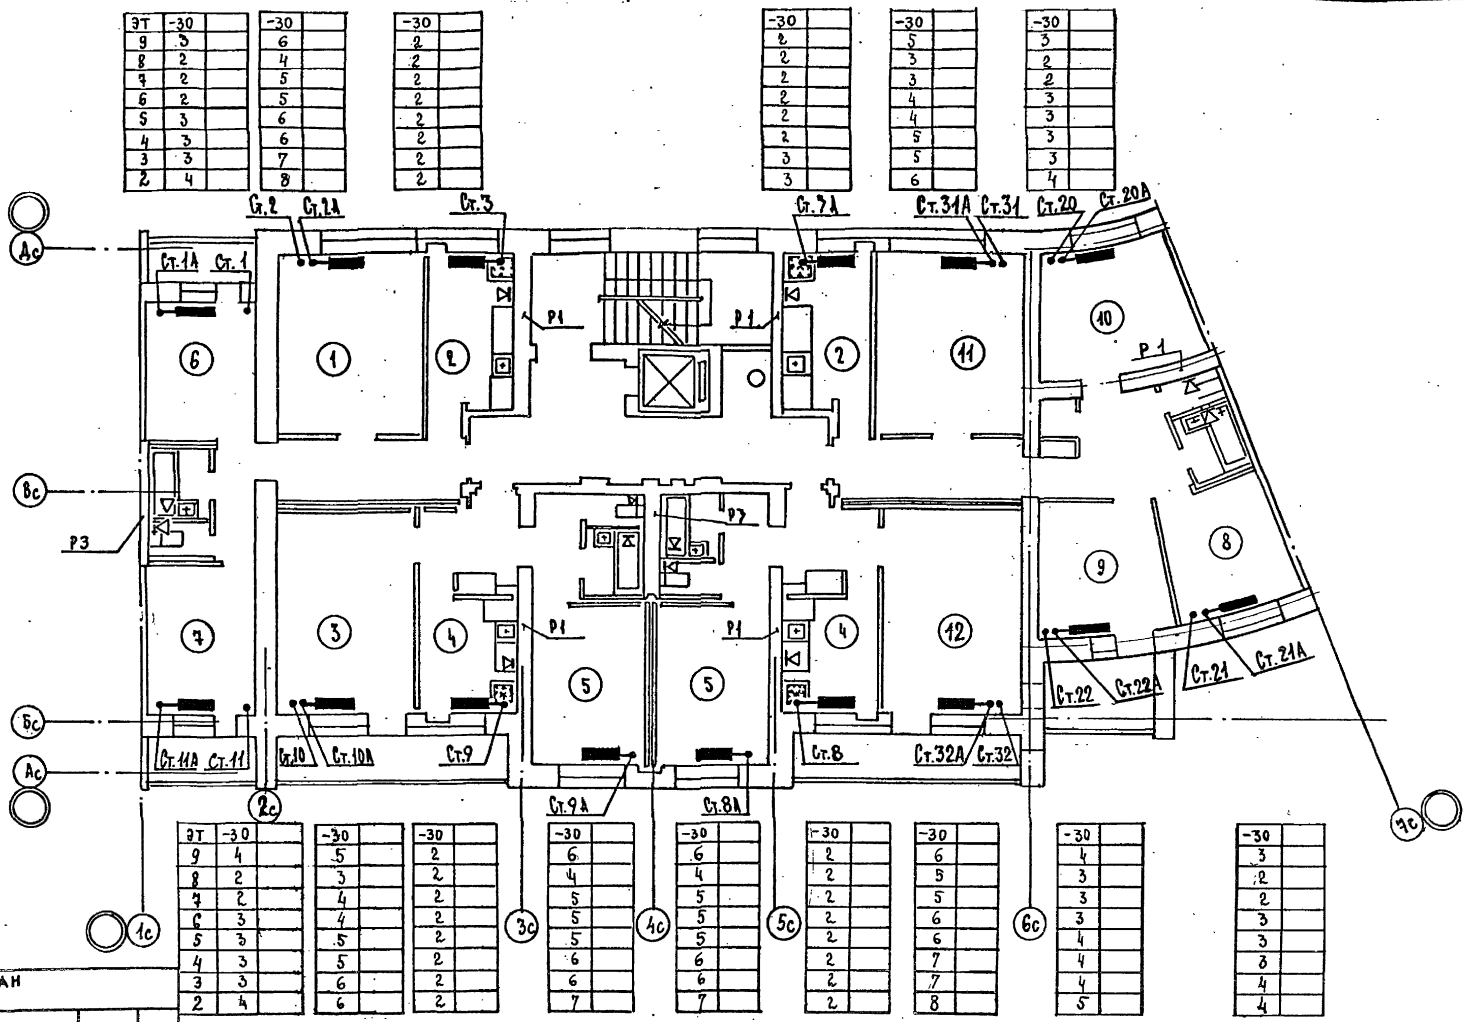 ЭТ -30 -30 -30 -30 -30 -30
9 3 6 2 2 5 3
8 2 4 2 2 3 2
7 2 5 2 2 3 2
6 2 5 2 2 4 3
5 3 6 2 2 4 3
4 3 6 2 2 5 3
3 3 7 2 3 5 3
2 4 8 2 3 6 4
Ст.2 Ст.2А Ст.3 Ст.3А Ст.31А Ст.31 Ст.20 Ст.20А
Дс
Ст.1А Ст.1
Р1 Р1
6 1 2 2 11 10
Р1
Вс
Р3 Р3
9 8
7 3 4 Р1 Р1 4 12
5 5
Ст.22 Ст.22А Ст.21 Ст.21А
Бс
Ст.11А Ст.11 Ст.10 Ст.10А Ст.9 Ст.8 Ст.32А Ст.32
Ас
2с Ст.9А Ст.8А
7с
1с 3с 4с 5с 6с
ЭТ -30 -30 -30 -30 -30 -30 -30 -30 -30
9 4 5 2 6 6 2 6 4 3
8 2 3 2 4 4 2 5 3 2
7 2 4 2 5 5 2 5 3 2
6 3 4 2 5 5 2 6 3 3
5 3 5 2 5 5 2 6 4 3
4 3 5 2 6 6 2 7 4 3
3 3 6 2 6 6 2 7 4 4
2 4 6 2 7 7 2 8 5 4
АН